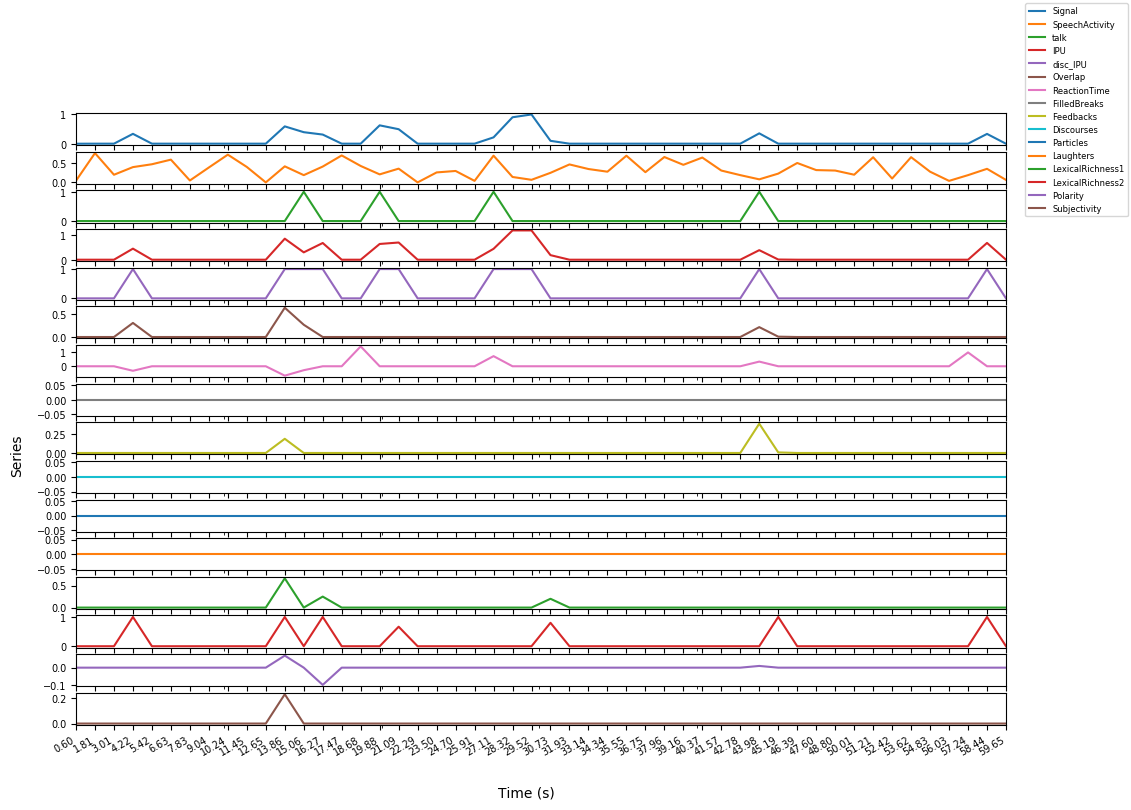 Signal
SpeechActivity
talk
IPU
disc_IPU
Overlap
ReactionTime
FilledBreaks
Feedbacks
Discourses
Particles
Laughters
LexicalRichness1
LexicalRichness2
Polarity
Subjectivity
1
0
0.5
0.0
1
0
1
0
1
0
0.5
0.0
1
0
0.05
0.00
−0.05
0.25
0.00
0.05
0.00
−0.05
0.05
0.00
−0.05
0.05
0.00
−0.05
0.5
0.0
1
0
0.0
−0.1
0.2
0.0
Series
0.60 1.81 3.01 4.22 5.42 6.63 7.83 9.04 10.24 11.45 12.65 13.86 15.06 16.27 17.47 18.68 19.88 21.09 22.29 23.50 24.70 25.91 27.11 28.32 29.52 30.73 31.93 33.14 34.34 35.55 36.75 37.96 39.16 40.37 41.57 42.78 43.98 45.19 46.39 47.60 48.80 50.01 51.21 52.42 53.62 54.83 56.03 57.24 58.44 59.65
Time (s)